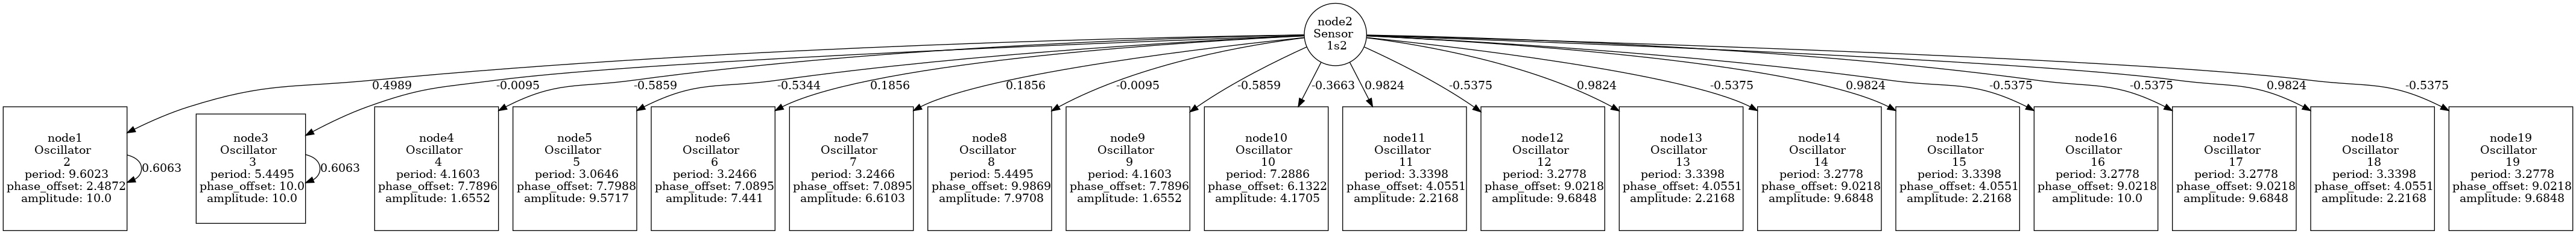 node2
Sensor
1s2
0.4989
-0.0095
-0.5859
-0.5344
0.1856
0.1856
-0.0095
-0.5859
-0.3663
0.9824
-0.5375
0.9824
-0.5375
0.9824
-0.5375
-0.5375
0.9824
-0.5375
node1
Oscillator
2
period: 9.6023
phase_offset: 2.4872
amplitude: 10.0
0.6063
node3
Oscillator
3
period: 5.4495
phase_offset: 10.0
amplitude: 10.0
0.6063
node4
Oscillator
4
period: 4.1603
phase_offset: 7.7896
amplitude: 1.6552
node5
Oscillator
5
period: 3.0646
phase_offset: 7.7988
amplitude: 9.5717
node6
Oscillator
6
period: 3.2466
phase_offset: 7.0895
amplitude: 7.441
node7
Oscillator
7
period: 3.2466
phase_offset: 7.0895
amplitude: 6.6103
node8
Oscillator
8
period: 5.4495
phase_offset: 9.9869
amplitude: 7.9708
node9
Oscillator
9
period: 4.1603
phase_offset: 7.7896
amplitude: 1.6552
node10
Oscillator
10
period: 7.2886
phase_offset: 6.1322
amplitude: 4.1705
node11
Oscillator
11
period: 3.3398
phase_offset: 4.0551
amplitude: 2.2168
node12
Oscillator
12
period: 3.2778
phase_offset: 9.0218
amplitude: 9.6848
node13
Oscillator
13
period: 3.3398
phase_offset: 4.0551
amplitude: 2.2168
node14
Oscillator
14
period: 3.2778
phase_offset: 9.0218
amplitude: 9.6848
node15
Oscillator
15
period: 3.3398
phase_offset: 4.0551
amplitude: 2.2168
node16
Oscillator
16
period: 3.2778
phase_offset: 9.0218
amplitude: 10.0
node17
Oscillator
17
period: 3.2778
phase_offset: 9.0218
amplitude: 9.6848
node18
Oscillator
18
period: 3.3398
phase_offset: 4.0551
amplitude: 2.2168
node19
Oscillator
19
period: 3.2778
phase_offset: 9.0218
amplitude: 9.6848